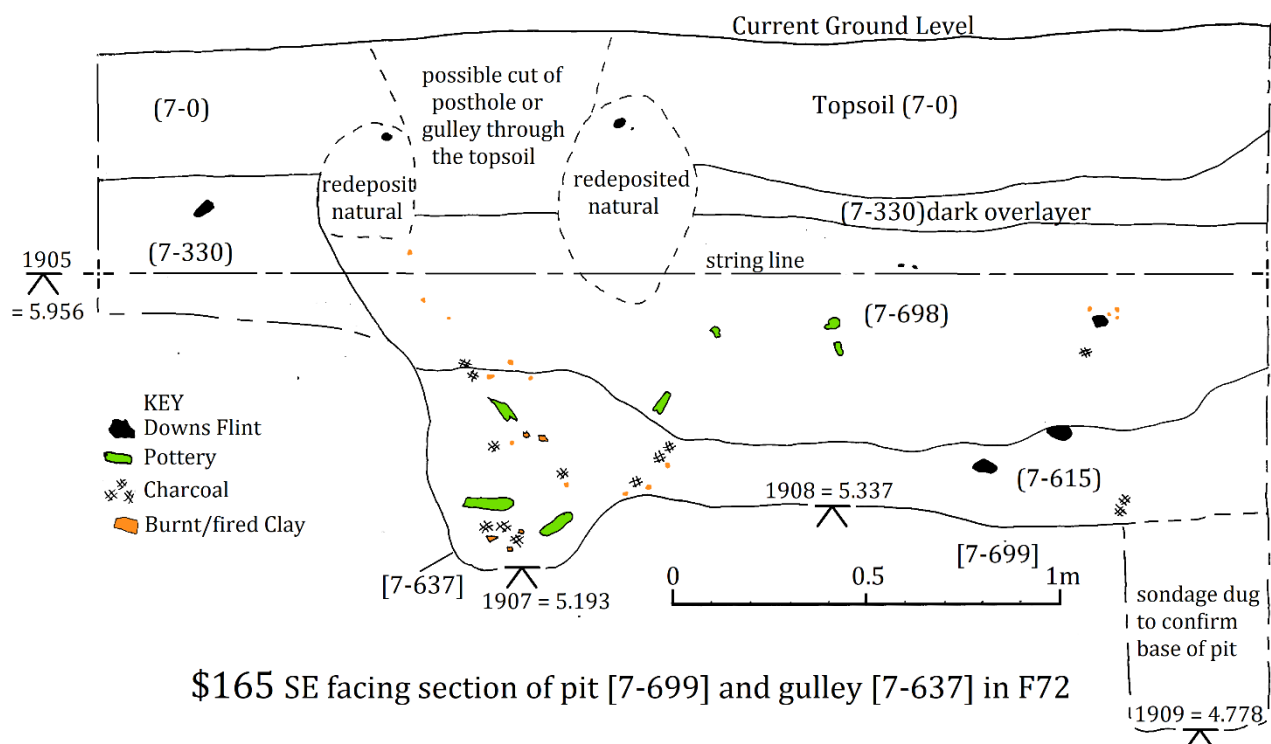 Current Ground Level
(7-0)
possible cut of
posthole or
gulley through
the topsoil
Topsoil (7-0)
redeposit
natural
redeposited
natural
(7-330)dark overlayer
(7-330)
1905
= 5.956
string line
(7-698)
KEY
Downs Flint
Pottery
Charcoal
Burnt/fired Clay
(7-615)
1908 = 5.337
[7-637]
1907 = 5.193
[7-699]
0 0.5 1m
sondage dug
to confirm
base of pit
$165 SE facing section of pit [7-699] and gulley [7-637] in F72
1909 = 4.778